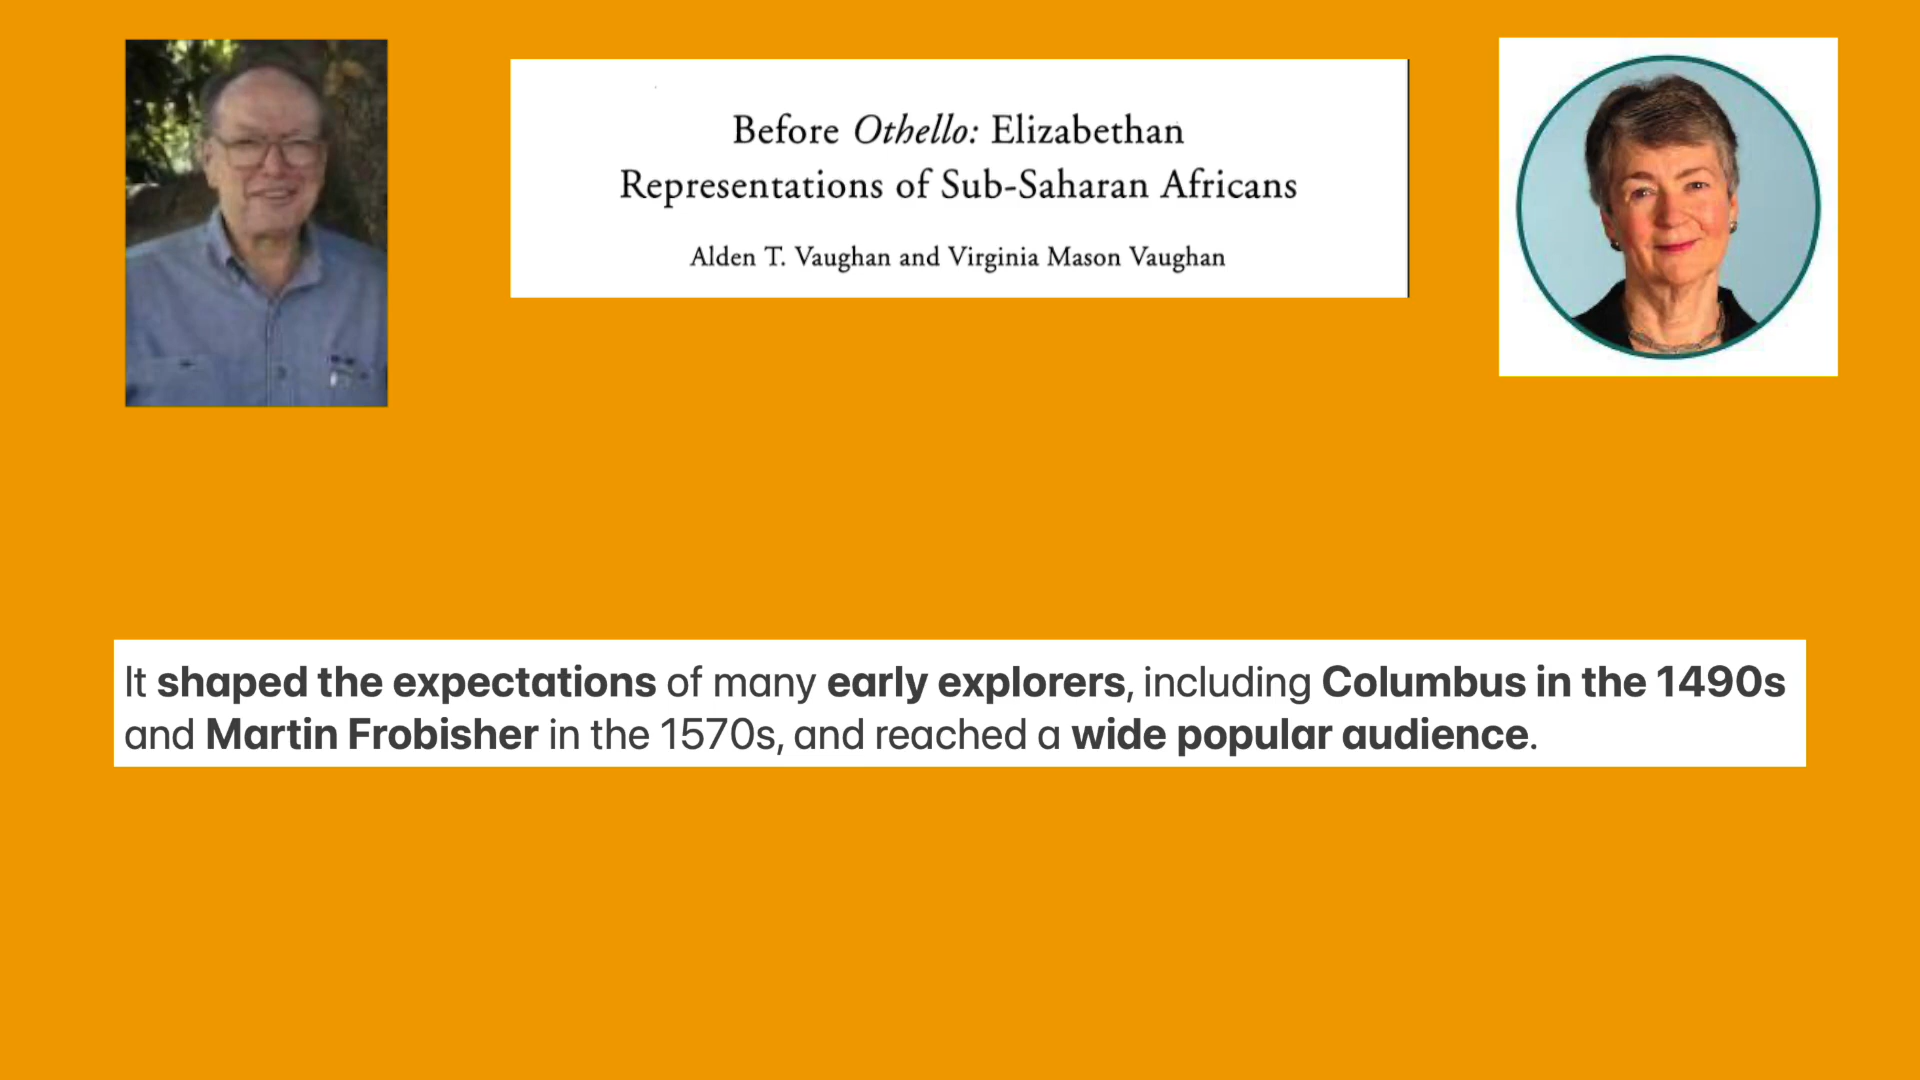 Before Othello: Elizabethan
Representations of Sub-Saharan Africans
Alden T. Vaughan and Virginia Mason Vaughan
It shaped the expectations of many early explorers, including Columbus in the 1490s
and Martin Frobisher in the 1570s, and reached a wide popular audience.